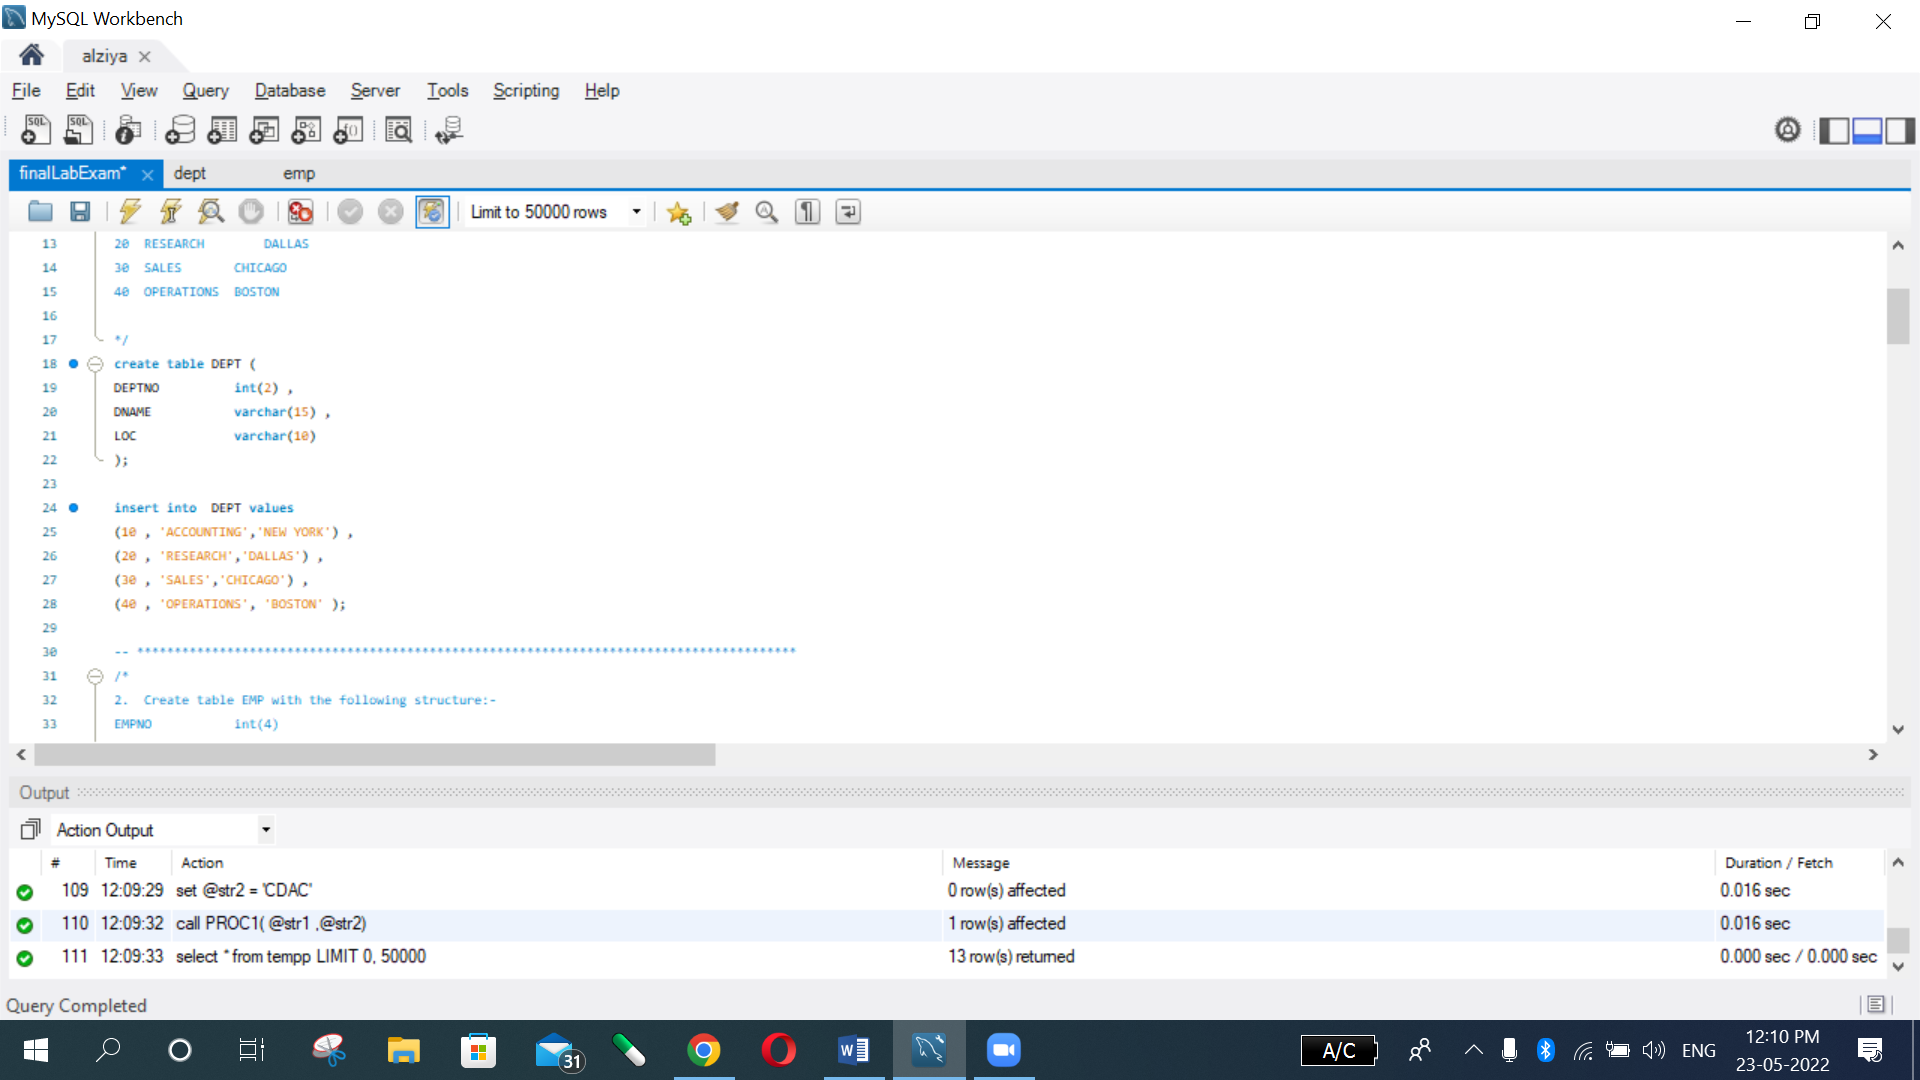 MySQL Workbench
alziya
File Edit View Query Database Server Tools Scripting Help
finalLabExam* dept emp
Limit to 50000 rows
13 20 RESEARCH DALLAS
14 30 SALES CHICAGO
15 40 OPERATIONS BOSTON
16
17 */
18 create table DEPT (
19 DEPTNO int(2) ,
20 DNAME varchar(15) ,
21 LOC varchar(10)
22 );
23
24 insert into DEPT values
25 (10 , 'ACCOUNTING','NEW YORK') ,
26 (20 , 'RESEARCH','DALLAS') ,
27 (30 , 'SALES','CHICAGO') ,
28 (40 , 'OPERATIONS', 'BOSTON' );
29
30 -- ****************************************************************************************
31 /*
32 2. Create table EMP with the following structure:-
33 EMPNO int(4)
Output
Action Output
# Time Action Message Duration / Fetch
109 12:09:29 set @str2 = 'CDAC' 0 row(s) affected 0.016 sec
110 12:09:32 call PROC1( @str1 ,@str2) 1 row(s) affected 0.016 sec
111 12:09:33 select * from tempp LIMIT 0, 50000 13 row(s) returned 0.000 sec / 0.000 sec
Query Completed
31
A/C
ENG
12:10 PM
23-05-2022